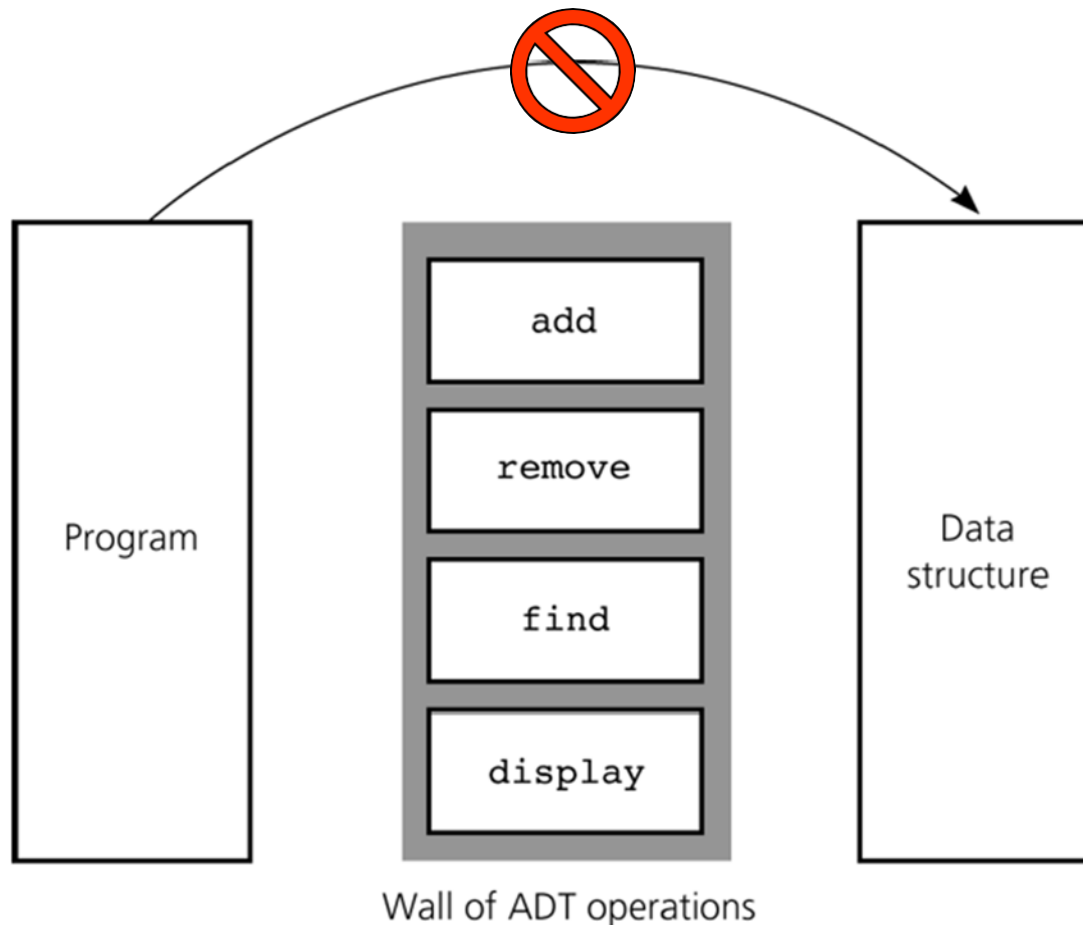 Program
add
remove
find
display
Data
structure
Wall of ADT operations